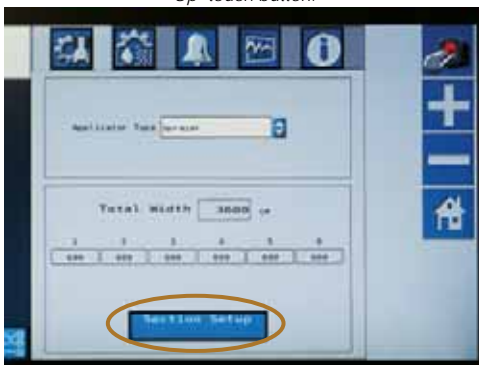 Up" touch button.
Applicator Type Sprayer
Total Width 3600 cm
1 2 3 4 5 6
600 600 600 600 600 600
Section Setup